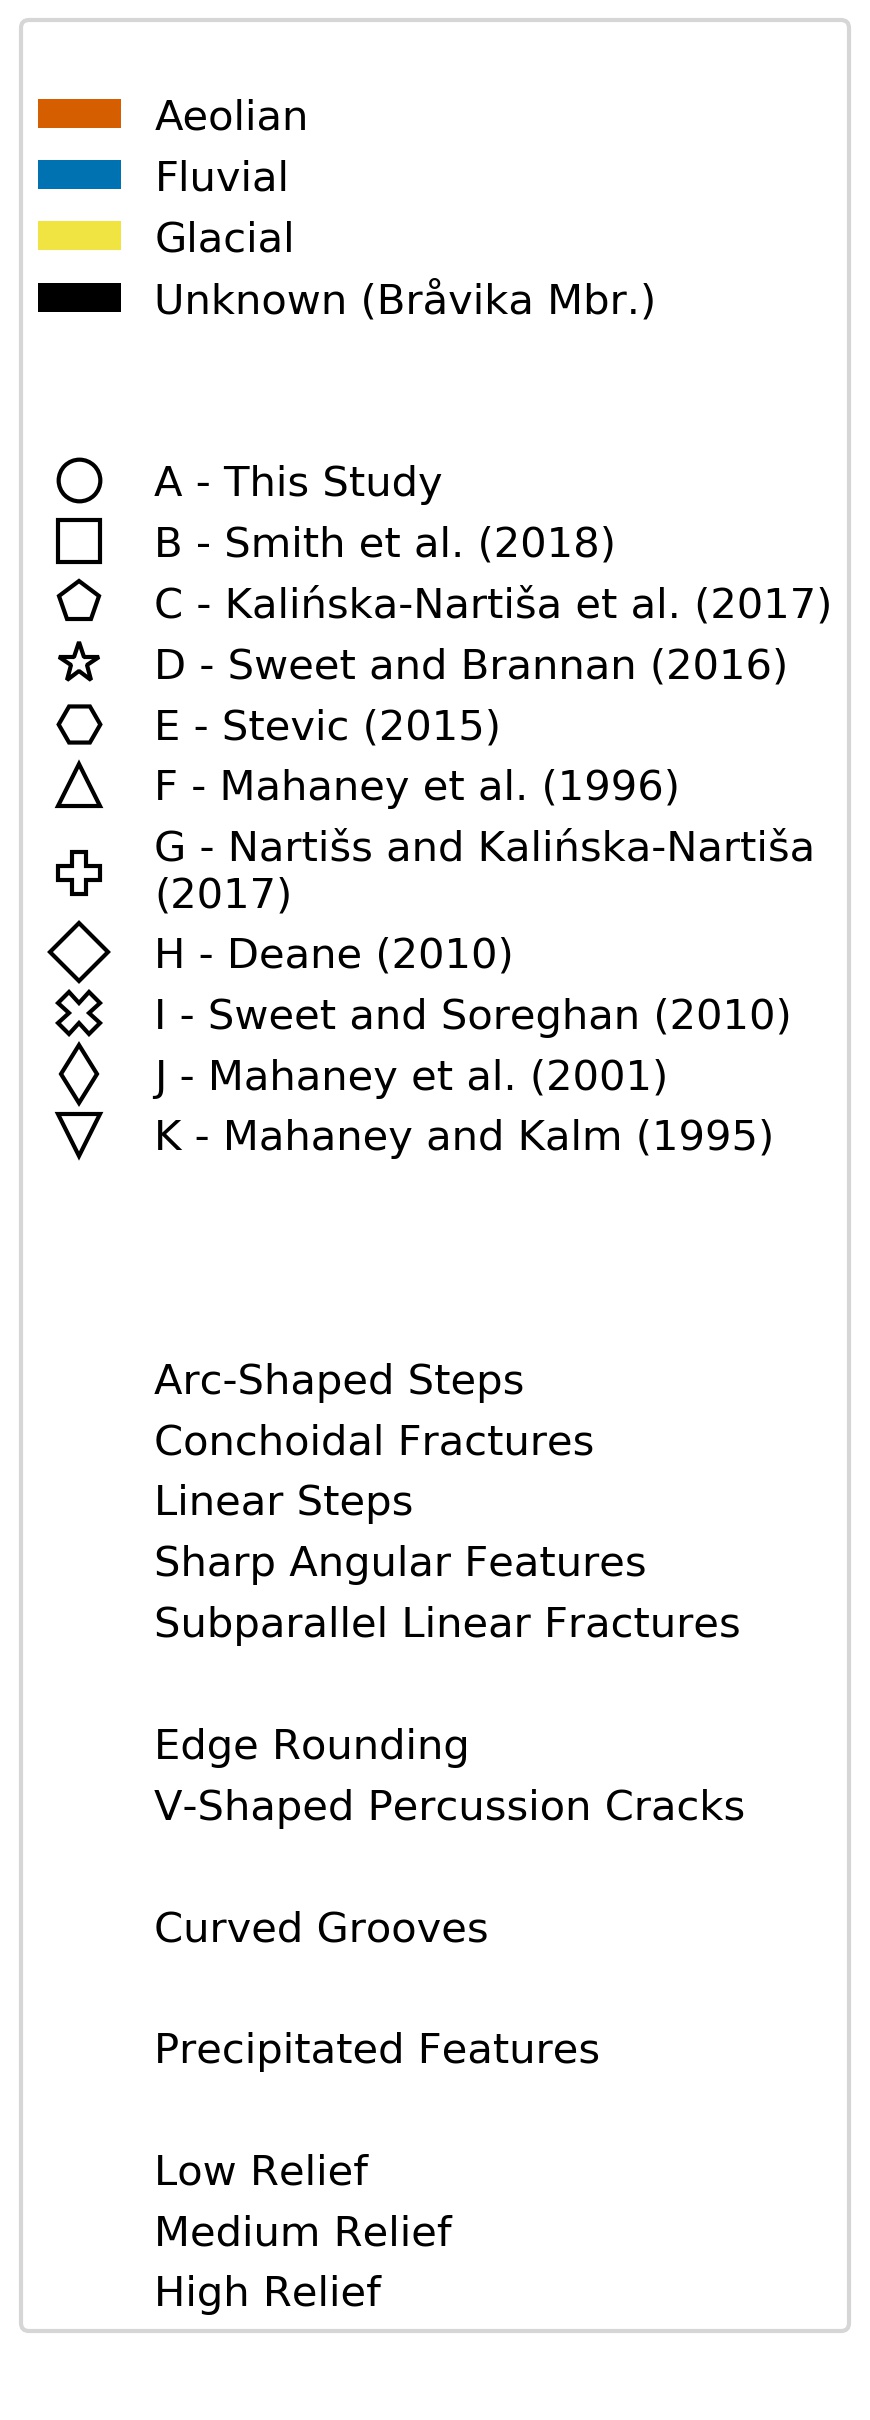 Aeolian
Fluvial
Glacial
Unknown (Bråvika Mbr.)
A - This Study
B - Smith et al. (2018)
C - Kalińska-Nartiša et al. (2017)
D - Sweet and Brannan (2016)
E - Stevic (2015)
F - Mahaney et al. (1996)
G - Nartišs and Kalińska-Nartiša
(2017)
H - Deane (2010)
I - Sweet and Soreghan (2010)
J - Mahaney et al. (2001)
K - Mahaney and Kalm (1995)
Arc-Shaped Steps
Conchoidal Fractures
Linear Steps
Sharp Angular Features
Subparallel Linear Fractures
Edge Rounding
V-Shaped Percussion Cracks
Curved Grooves
Precipitated Features
Low Relief
Medium Relief
High Relief